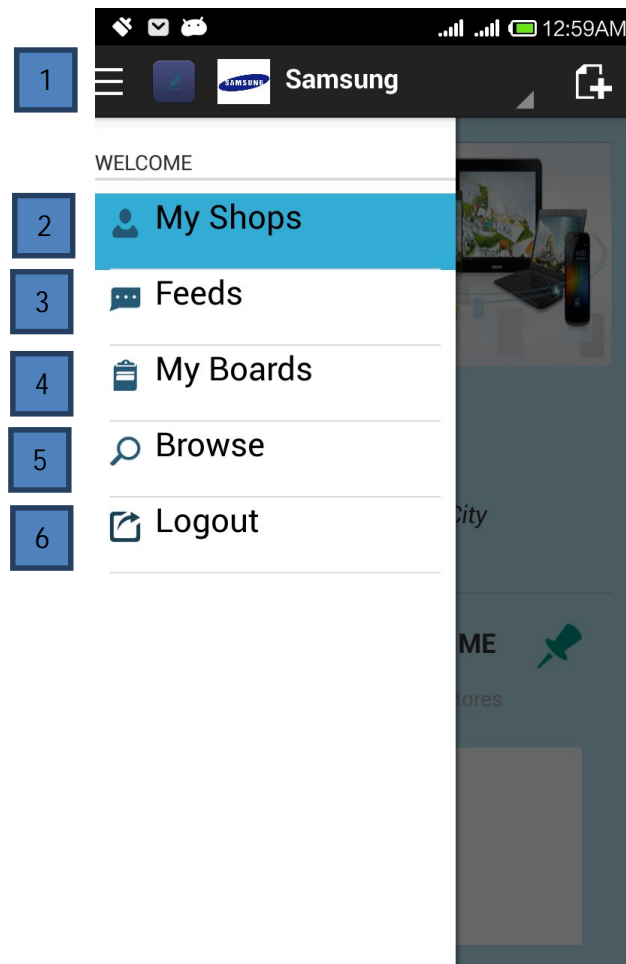 12:59AM
1
SAMSUNG
Samsung
WELCOME
2
My Shops
3
Feeds
4
My Boards
5
Browse
6
Logout
City
ME
tores